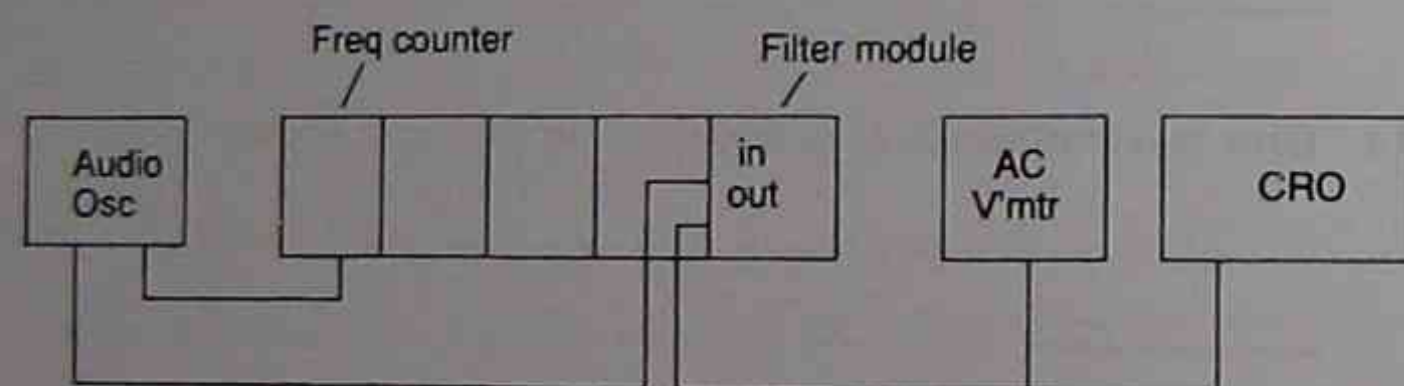 Freq counter
Filter module
Audio
Osc
in
out
AC
V'mtr
CRO